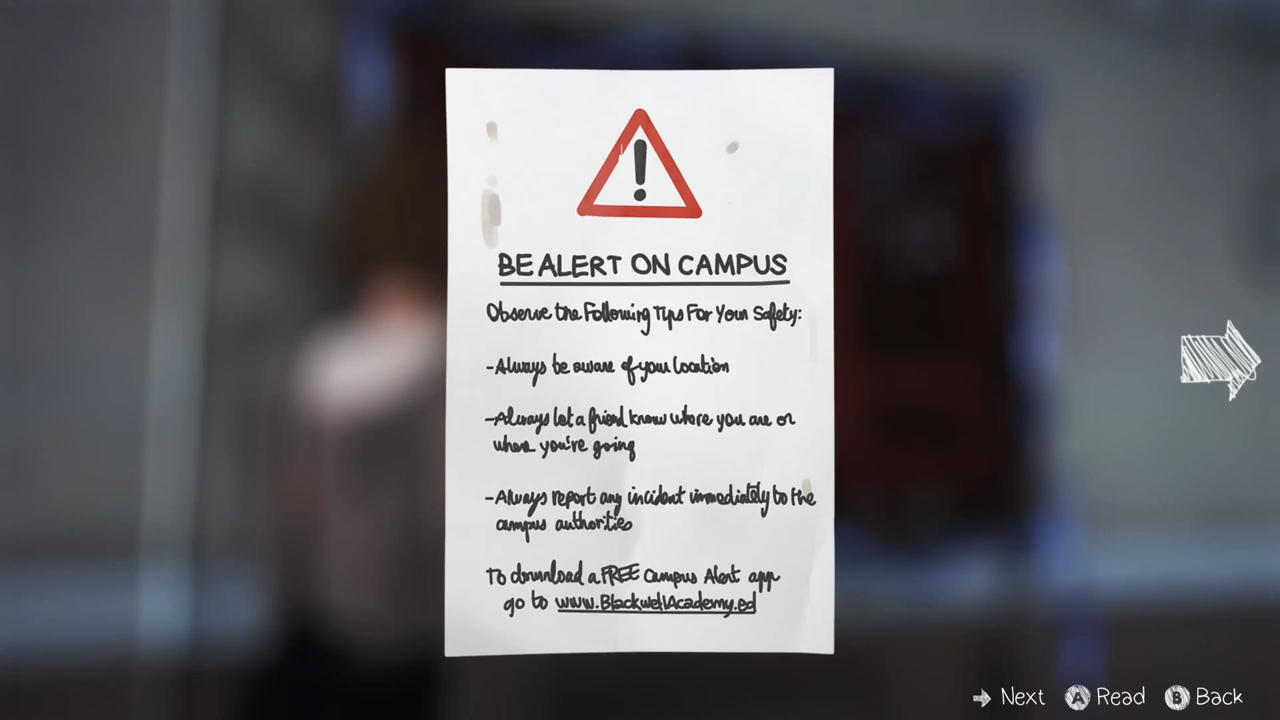 !
BE ALERT ON CAMPUS
Observe the Following Tips For Your Safety:
-Always be aware of your location
-Always let a friend know where you are or
where you're going
-Always report any incident immediately to the
campus authorities
To download a FREE Campus Alert app
go to www.BlackwellAcademy.ed
Next A Read B Back